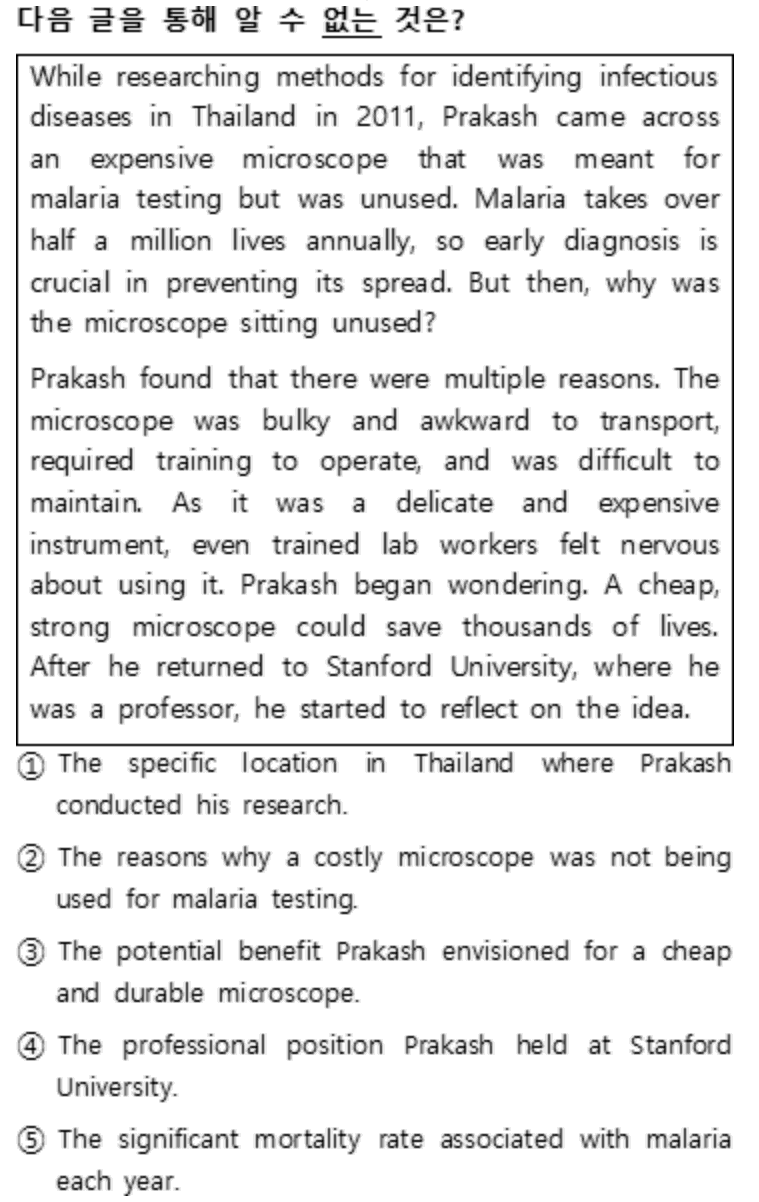 다음 글을 통해 알 수 없는 것은?
While researching methods for identifying infectious
diseases in Thailand in 2011, Prakash came across
an expensive microscope that was meant for
malaria testing but was unused. Malaria takes over
half a million lives annually, so early diagnosis is
crucial in preventing its spread. But then, why was
the microscope sitting unused?
Prakash found that there were multiple reasons. The
microscope was bulky and awkward to transport,
required training to operate, and was difficult to
maintain. As it was a delicate and expensive
instrument, even trained lab workers felt nervous
about using it. Prakash began wondering. A cheap,
strong microscope could save thousands of lives.
After he returned to Stanford University, where he
was a professor, he started to reflect on the idea.
① The specific location in Thailand where Prakash
conducted his research.
② The reasons why a costly microscope was not being
used for malaria testing.
③ The potential benefit Prakash envisioned for a cheap
and durable microscope.
④ The professional position Prakash held at Stanford
University.
⑤ The significant mortality rate associated with malaria
each year.